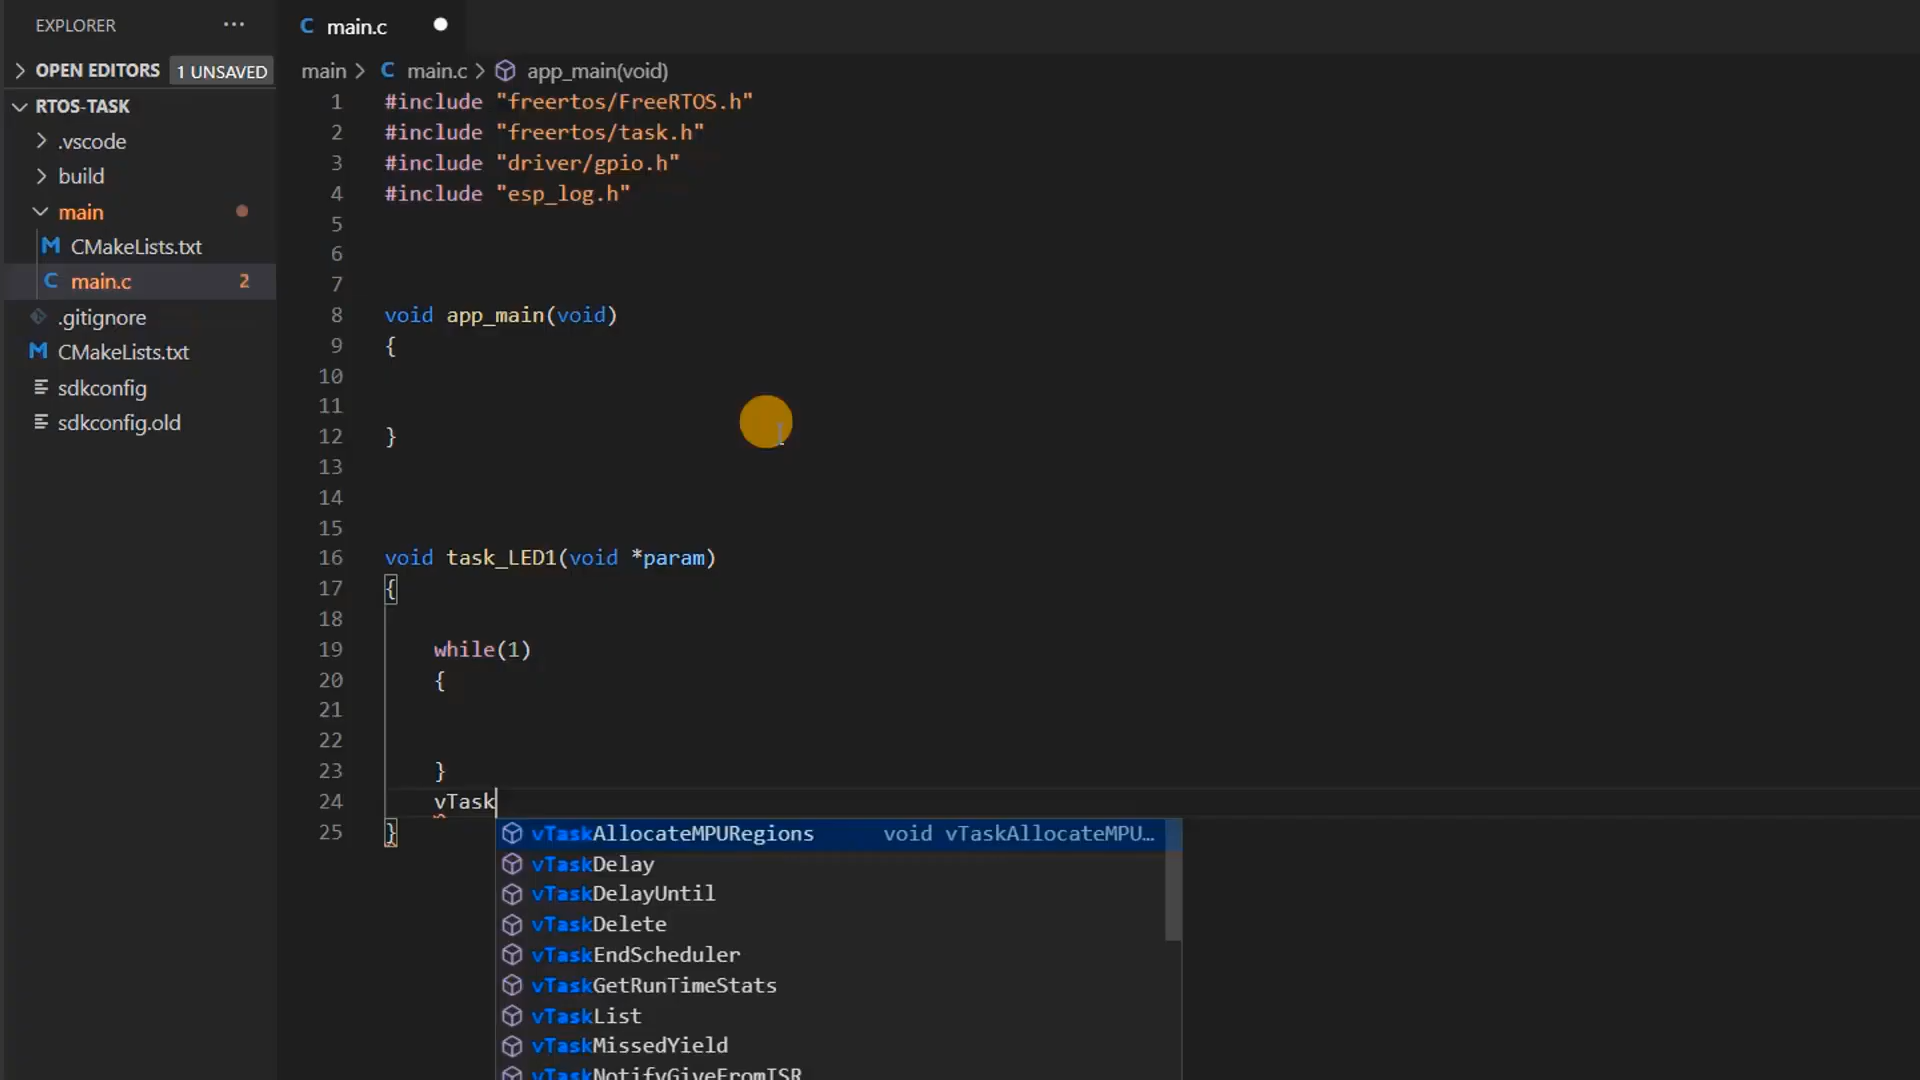 EXPLORER ···
OPEN EDITORS 1 UNSAVED
RTOS-TASK
.vscode
build
main
CMakeLists.txt
main.c 2
.gitignore
CMakeLists.txt
sdkconfig
sdkconfig.old
C main.c
main > C main.c > app_main(void)
1 #include "freertos/FreeRTOS.h"
2 #include "freertos/task.h"
3 #include "driver/gpio.h"
4 #include "esp_log.h"
5
6
7
8 void app_main(void)
9 {
10
11
12 }
13
14
15
16 void task_LED1(void *param)
17 {
18
19 while(1)
20 {
21
22
23 }
24 vTask
25 }
vTaskAllocateMPURegions void vTaskAllocateMPU…
vTaskDelay
vTaskDelayUntil
vTaskDelete
vTaskEndScheduler
vTaskGetRunTimeStats
vTaskList
vTaskMissedYield
vTaskNotifyGiveFromISR